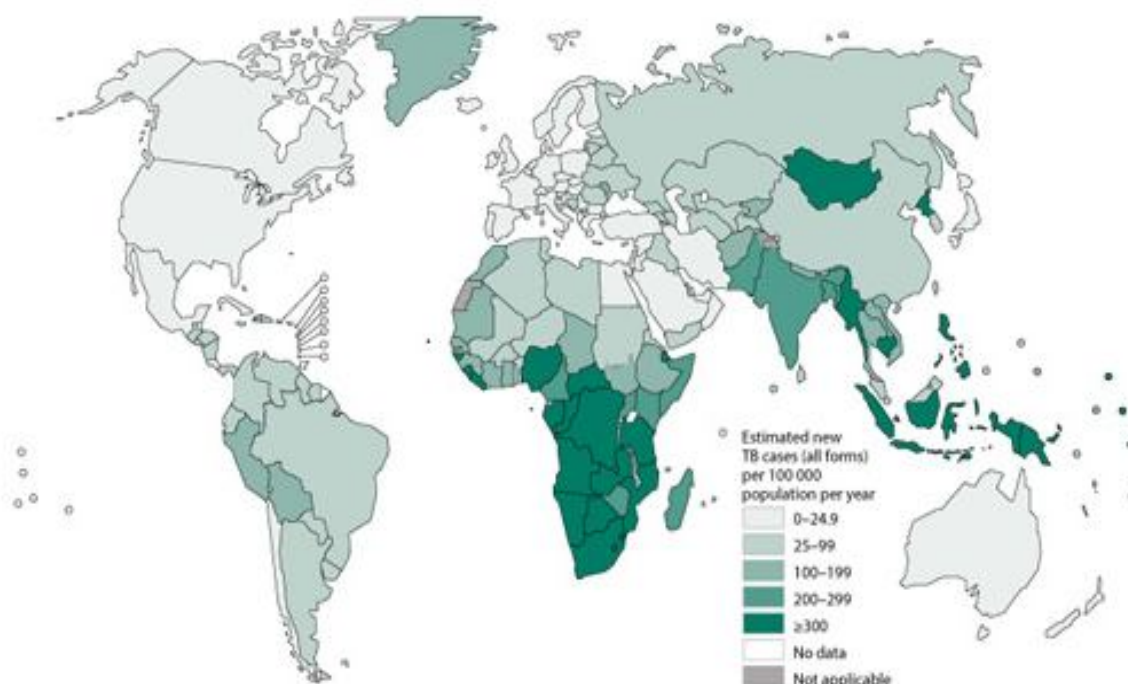 Estimated new
TB cases (all forms)
per 100 000
population per year
0–24.9
25–99
100–199
200–299
≥300
No data
Not applicable